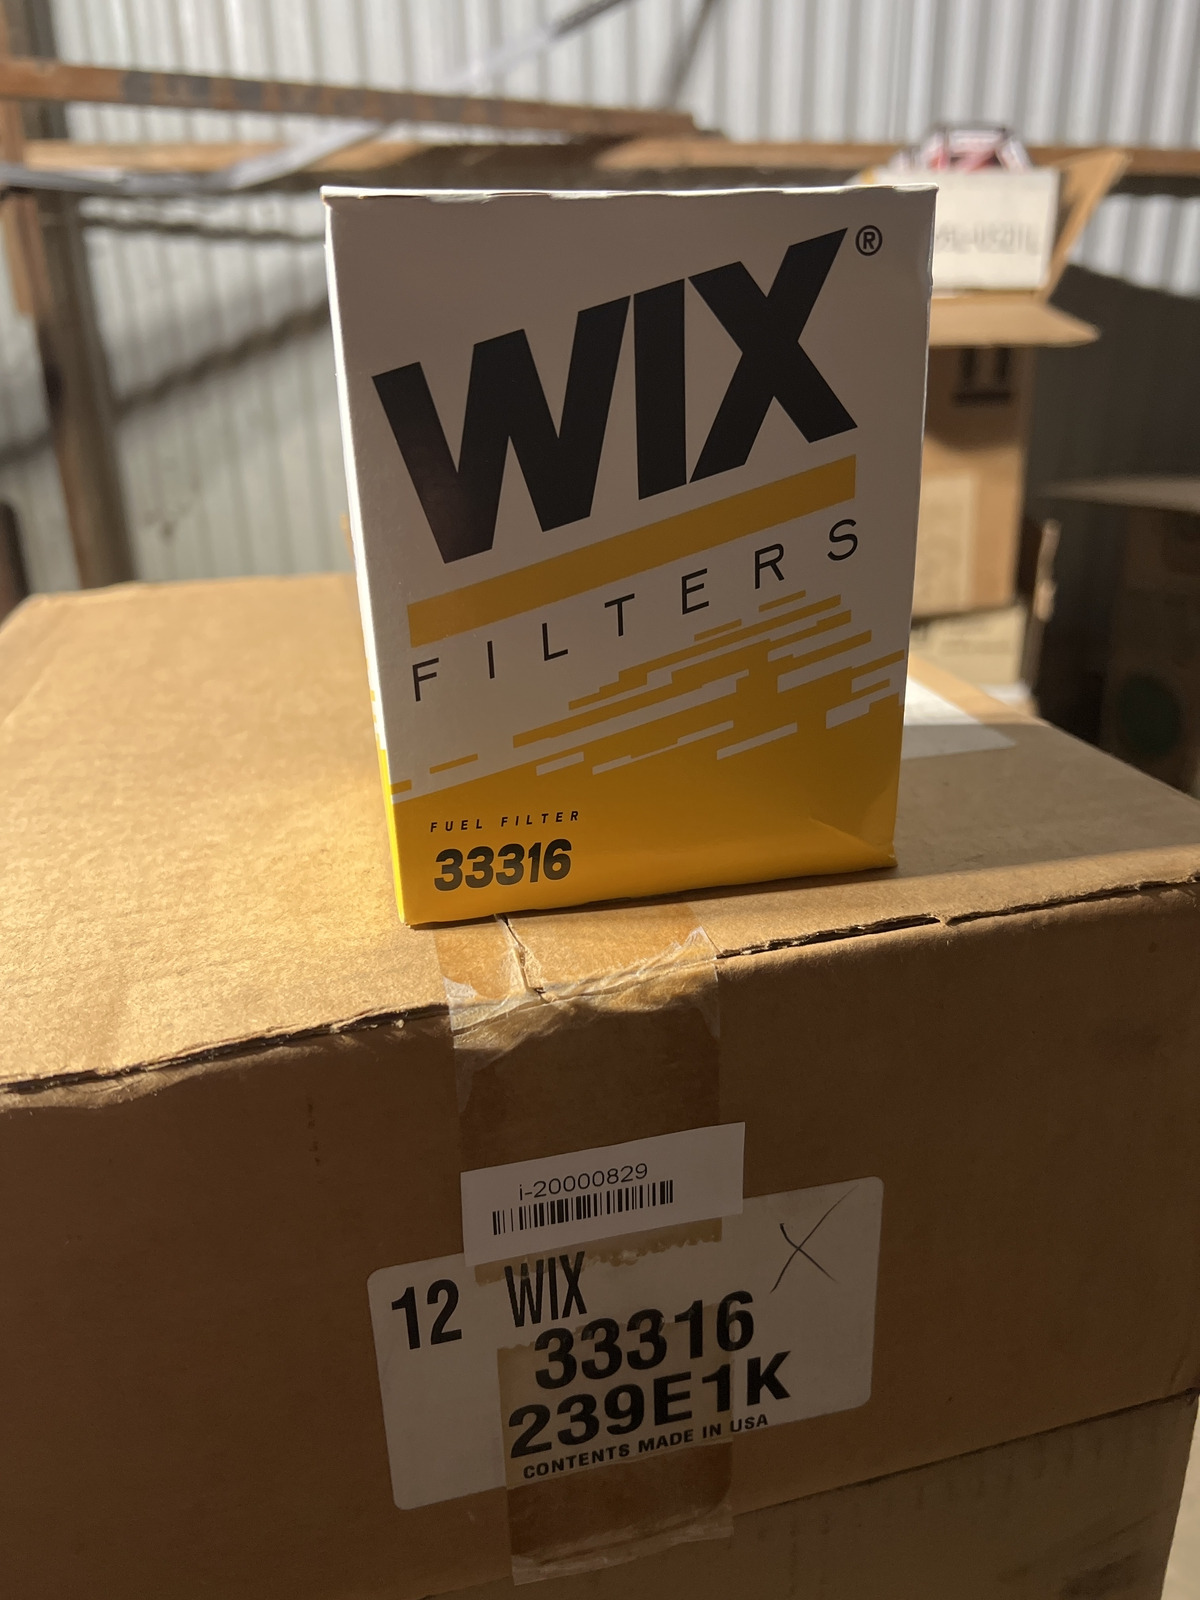 WIX®
FILTERS
FUEL FILTER
33316
i-20000829
12 WIX
33316
239E1K
CONTENTS MADE IN USA